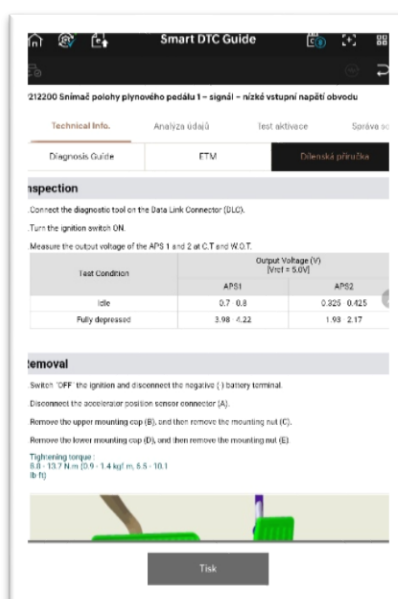 Smart DTC Guide
212200 Snímač polohy plynového pedálu 1 – signál – nízké vstupní napětí obvodu
Technical Info. Analýza údajů Test aktivace Správa
Diagnosis Guide ETM Dílenská příručka
nspection
.Connect the diagnostic tool on the Data Link Connector (DLC).
.Turn the ignition switch ON.
.Measure the output voltage of the APS 1 and 2 at C.T and W.O.T.
Test Condition Output Voltage (V)
[Vref = 5.0V]
APS1 APS2
Idle 0.7 0.8 0.325 0.425
Fully depressed 3.98 4.22 1.93 2.17
emoval
.Switch "OFF" the ignition and disconnect the negative ( ) battery terminal.
.Disconnect the accelerator position sensor connector (A).
Remove the upper mounting cap (B), and then remove the mounting nut (C).
Remove the lower mounting cap (D), and then remove the mounting nut (E)
Tightening torque :
8.8 - 13.7 N.m (0.9 - 1.4 kgf m, 6.5 - 10.1
lb ft)
Tisk